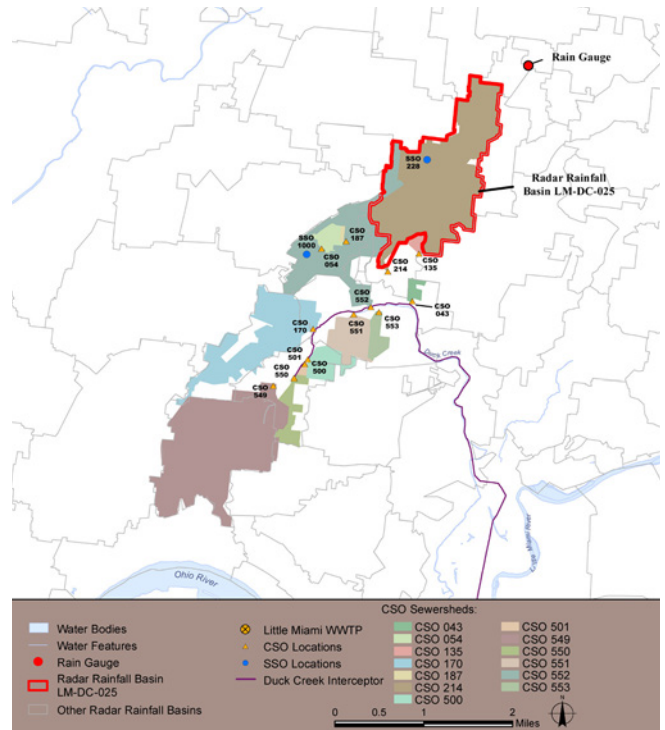 Rain Gauge
SSO
228
Radar Rainfall
Basin LM-DC-025
CSO
187
SSO
1000
CSO
054
CSO
135
CSO
214
CSO
552
CSO
043
CSO
170
CSO
551
CSO
553
Duck Creek
CSO
501
CSO
500
CSO
550
CSO
549
Little Miami River
Ohio River
CSO Sewersheds:
Water Bodies
Water Features
Rain Gauge
Radar Rainfall Basin
LM-DC-025
Other Radar Rainfall Basins
Little Miami WWTP
CSO Locations
SSO Locations
Duck Creek Interceptor
CSO 043
CSO 054
CSO 135
CSO 170
CSO 187
CSO 214
CSO 500
CSO 501
CSO 549
CSO 550
CSO 551
CSO 552
CSO 553
0 0.5 1 2
Miles
N